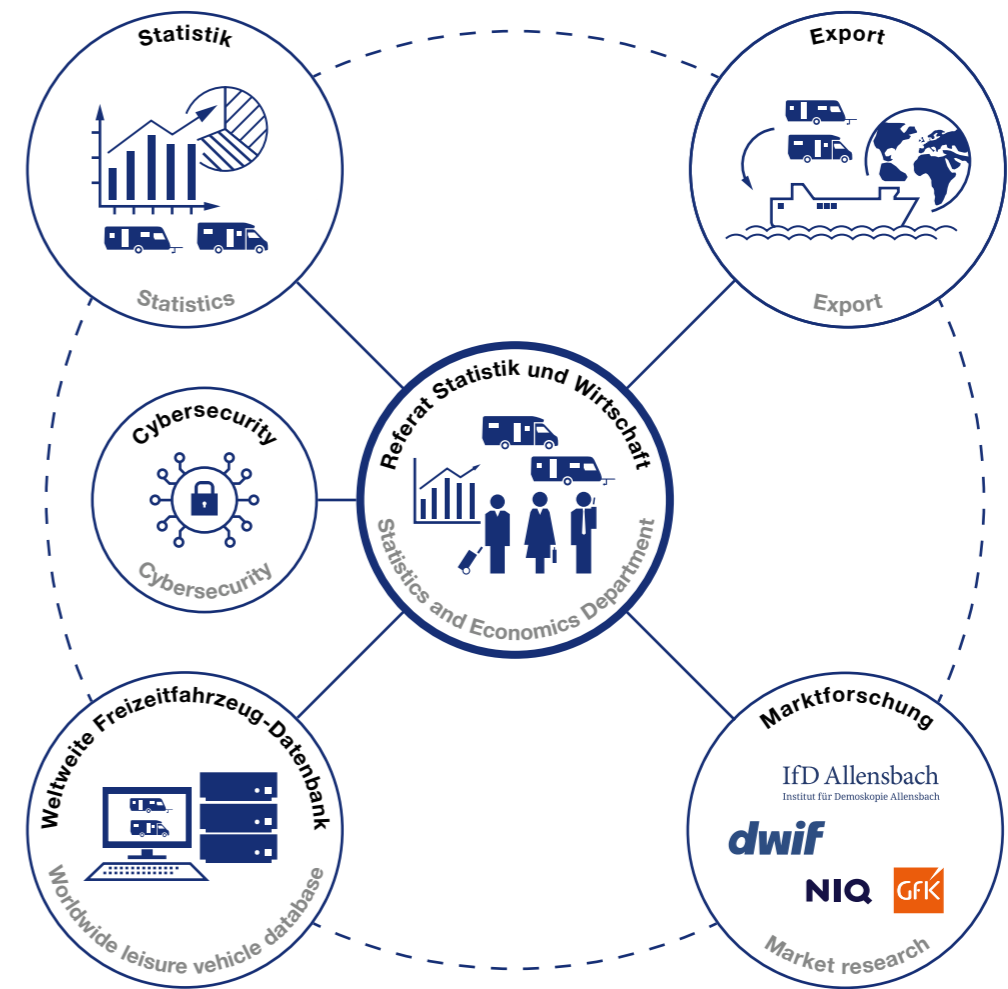 Statistik
Statistics
Export
Export
Referat Statistik und Wirtschaft
Statistics and Economics Department
Cybersecurity
Cybersecurity
Weltweite Freizeitfahrzeug-Datenbank
Worldwide leisure vehicle database
Marktforschung
IfD Allensbach
Institut für Demoskopie Allensbach
dwif
NIQ GfK
Market research